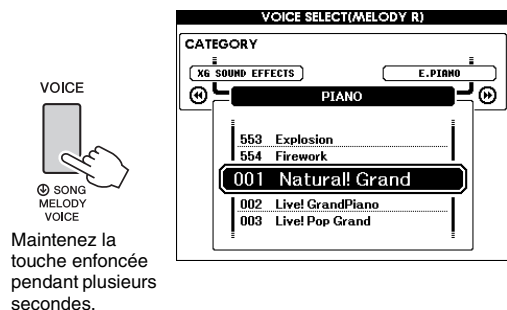 VOICE
SONG
MELODY
VOICE
Maintenez la
touche enfoncée
pendant plusieurs
secondes.
VOICE SELECT(MELODY R)
CATEGORY
XG SOUND EFFECTS
E.PIANO
PIANO
553 Explosion
554 Firework
001 Natural! Grand
002 Live! GrandPiano
003 Live! Pop Grand